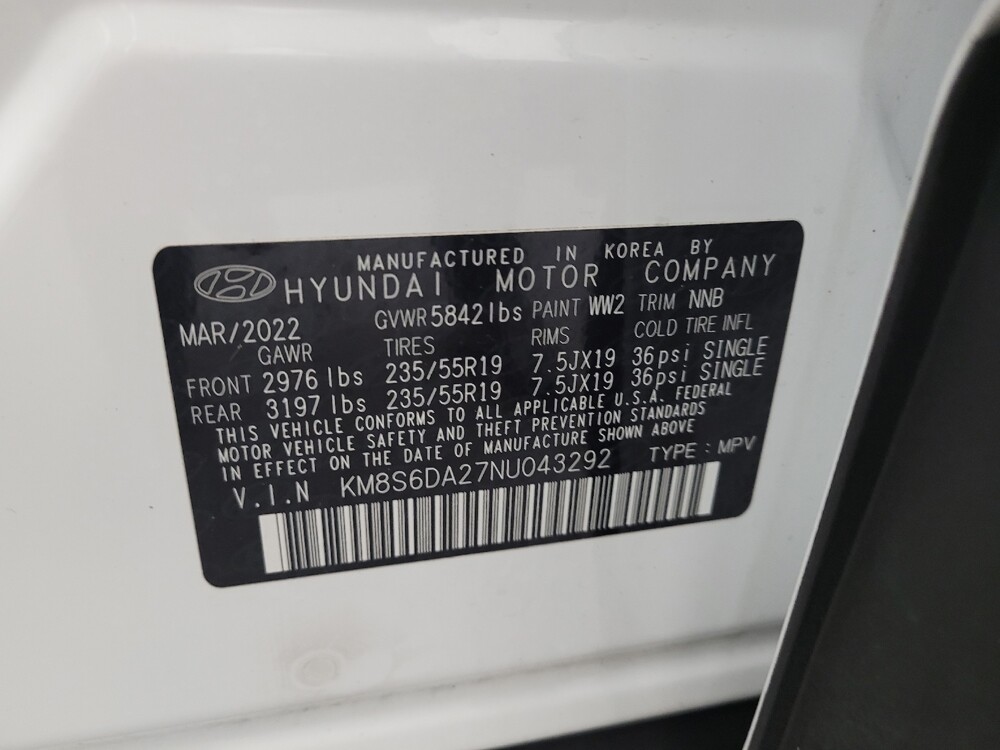 MANUFACTURED IN KOREA BY
HYUNDAI MOTOR COMPANY
MAR/2022 GVWR 5842lbs PAINT WW2 TRIM NNB
GAWR TIRES RIMS COLD TIRE INFL
FRONT 2976 lbs 235/55R19 7.5JX19 36psi SINGLE
REAR 3197 lbs 235/55R19 7.5JX19 36psi SINGLE
THIS VEHICLE CONFORMS TO ALL APPLICABLE U.S.A. FEDERAL
MOTOR VEHICLE SAFETY AND THEFT PREVENTION STANDARDS
IN EFFECT ON THE DATE OF MANUFACTURE SHOWN ABOVE
V.I.N KM8S6DA27NU043292 TYPE : MPV